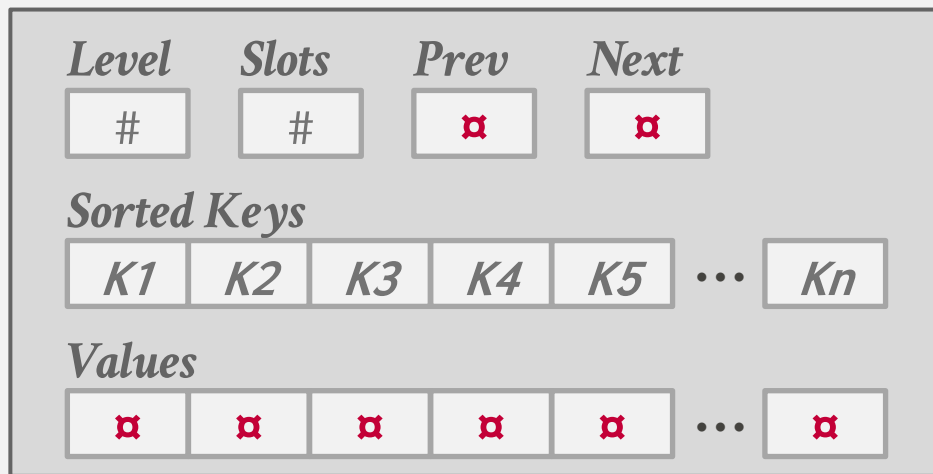 Level Slots Prev Next
# # ¤ ¤
Sorted Keys
K1 K2 K3 K4 K5 ••• Kn
Values
¤ ¤ ¤ ¤ ¤ ••• ¤